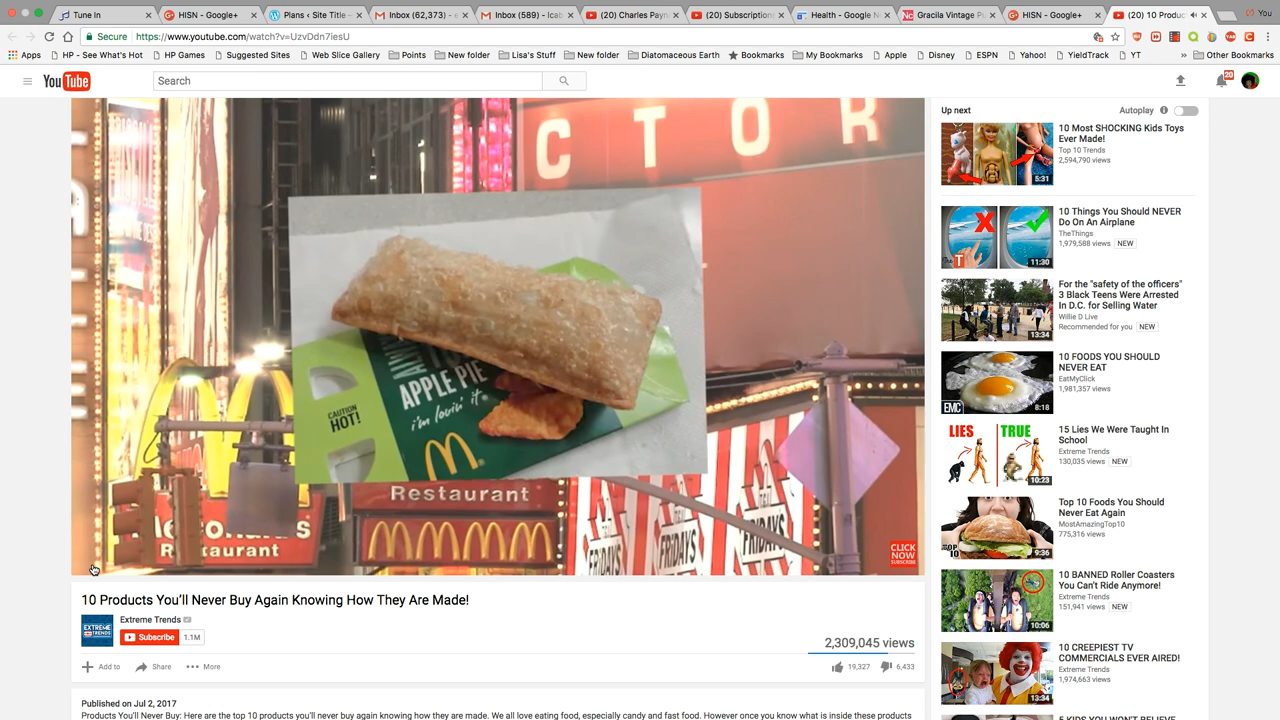 Tune In
HISN - Google+
Plans ‹ Site Title —
Inbox (62,373) - e
Inbox (589) - lcab
(20) Charles Payn
(20) Subscription
Health - Google N
Gracila Vintage P
HISN - Google+
(20) 10 Produc
You
Secure
https://www.youtube.com/watch?v=UzvDdn7iesU
Apps
HP - See What's Hot
HP Games
Suggested Sites
Web Slice Gallery
Points
New folder
Lisa's Stuff
New folder
Diatomaceous Earth
Bookmarks
My Bookmarks
Apple
Disney
ESPN
Yahoo!
YieldTrack
YT
»
Other Bookmarks
YouTube
Search
20
CTOR
CAUTION
HOT!
APPLE PIE
i'm lovin' it
Restaurant
FRIDAYS
FRIDAYS
FRIDAYS
CLICK
NOW
SUBSCRIBE
10 Products You'll Never Buy Again Knowing How They Are Made!
EXTREME
TRENDS
Extreme Trends
Subscribe
1.1M
2,309,045 views
Add to
Share
More
19,327
6,433
Published on Jul 2, 2017
Products You'll Never Buy: Here are the top 10 products you'll never buy again knowing how they are made. We all love eating food, especially candy and fast food. However once you know what is inside these products
Up next
Autoplay
10 Most SHOCKING Kids Toys
Ever Made!
Top 10 Trends
2,594,790 views
5:31
10 Things You Should NEVER
Do On An Airplane
TheThings
1,979,588 views
NEW
11:30
For the "safety of the officers"
3 Black Teens Were Arrested
In D.C. for Selling Water
Willie D Live
Recommended for you
NEW
13:34
10 FOODS YOU SHOULD
NEVER EAT
EatMyClick
1,981,357 views
EMC
8:18
LIES
TRUE
15 Lies We Were Taught In
School
Extreme Trends
130,035 views
NEW
10:23
Top 10 Foods You Should
Never Eat Again
MostAmazingTop10
775,316 views
TOP
10
9:36
10 BANNED Roller Coasters
You Can't Ride Anymore!
Extreme Trends
151,941 views
NEW
10:06
10 CREEPIEST TV
COMMERCIALS EVER AIRED!
Extreme Trends
1,974,663 views
13:34
5 KIDS YOU WON'T BELIEVE